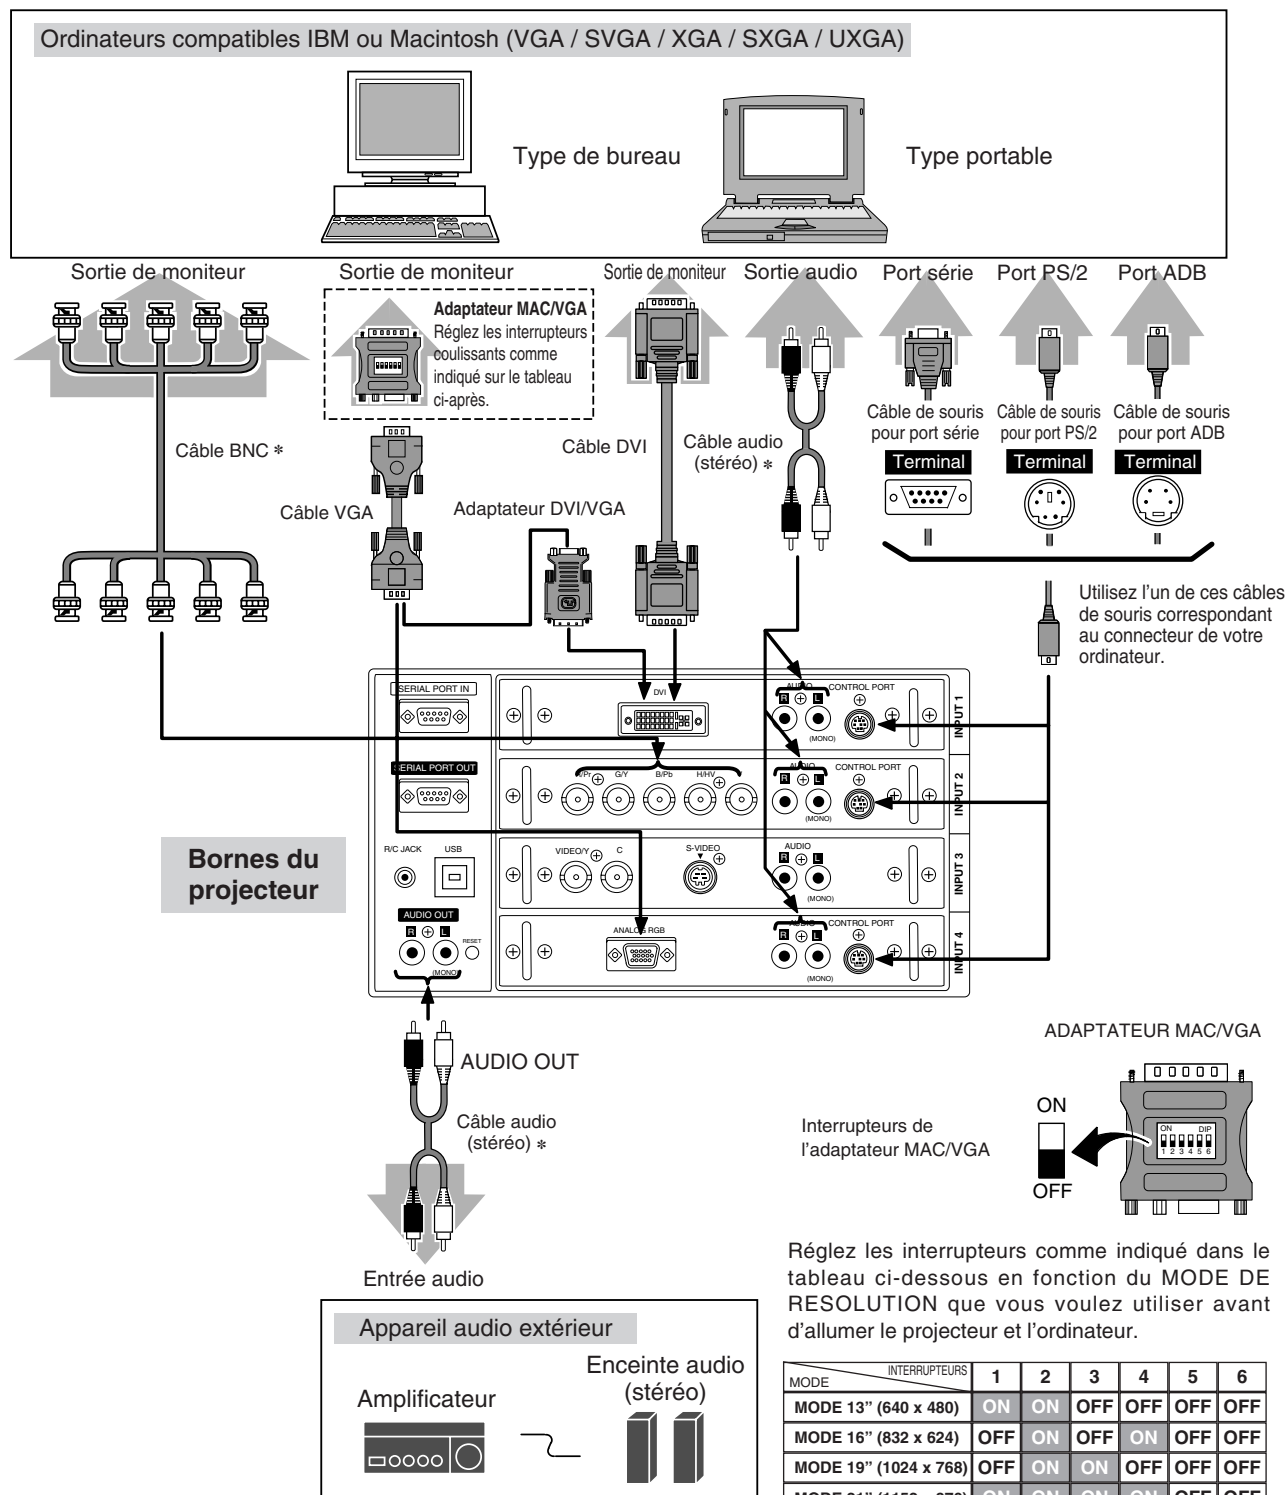 Ordinateurs compatibles IBM ou Macintosh (VGA / SVGA / XGA / SXGA / UXGA)
Type de bureau
Type portable
Sortie de moniteur
Sortie de moniteur
Sortie de moniteur
Sortie audio
Port série
Port PS/2
Port ADB
Adaptateur MAC/VGA
Réglez les interrupteurs
coulissants comme
indiqué sur le tableau
ci-après.
Câble BNC *
Câble VGA
Adaptateur DVI/VGA
Câble DVI
Câble audio
(stéréo) *
Câble de souris
pour port série
Câble de souris
pour port PS/2
Câble de souris
pour port ADB
Terminal
Terminal
Terminal
Utilisez l'un de ces câbles
de souris correspondant
au connecteur de votre
ordinateur.
Bornes du
projecteur
SERIAL PORT IN
SERIAL PORT OUT
R/C JACK
USB
AUDIO OUT
R
L
RESET
(MONO)
DVI
AUDIO
R
L
(MONO)
CONTROL PORT
INPUT 1
R/Pr
G/Y
B/Pb
H/HV
AUDIO
R
L
(MONO)
CONTROL PORT
INPUT 2
VIDEO/Y
C
S-VIDEO
AUDIO
R
L
(MONO)
INPUT 3
ANALOG RGB
AUDIO
R
L
(MONO)
CONTROL PORT
INPUT 4
AUDIO OUT
Câble audio
(stéréo) *
Entrée audio
Appareil audio extérieur
Amplificateur
Enceinte audio
(stéréo)
ADAPTATEUR MAC/VGA
Interrupteurs de
l'adaptateur MAC/VGA
ON
OFF
ON DIP
1 2 3 4 5 6
Réglez les interrupteurs comme indiqué dans le
tableau ci-dessous en fonction du MODE DE
RESOLUTION que vous voulez utiliser avant
d'allumer le projecteur et l'ordinateur.
MODE INTERRUPTEURS 1 2 3 4 5 6
MODE 13" (640 x 480) ON ON OFF OFF OFF OFF
MODE 16" (832 x 624) OFF ON OFF ON OFF OFF
MODE 19" (1024 x 768) OFF ON ON OFF OFF OFF